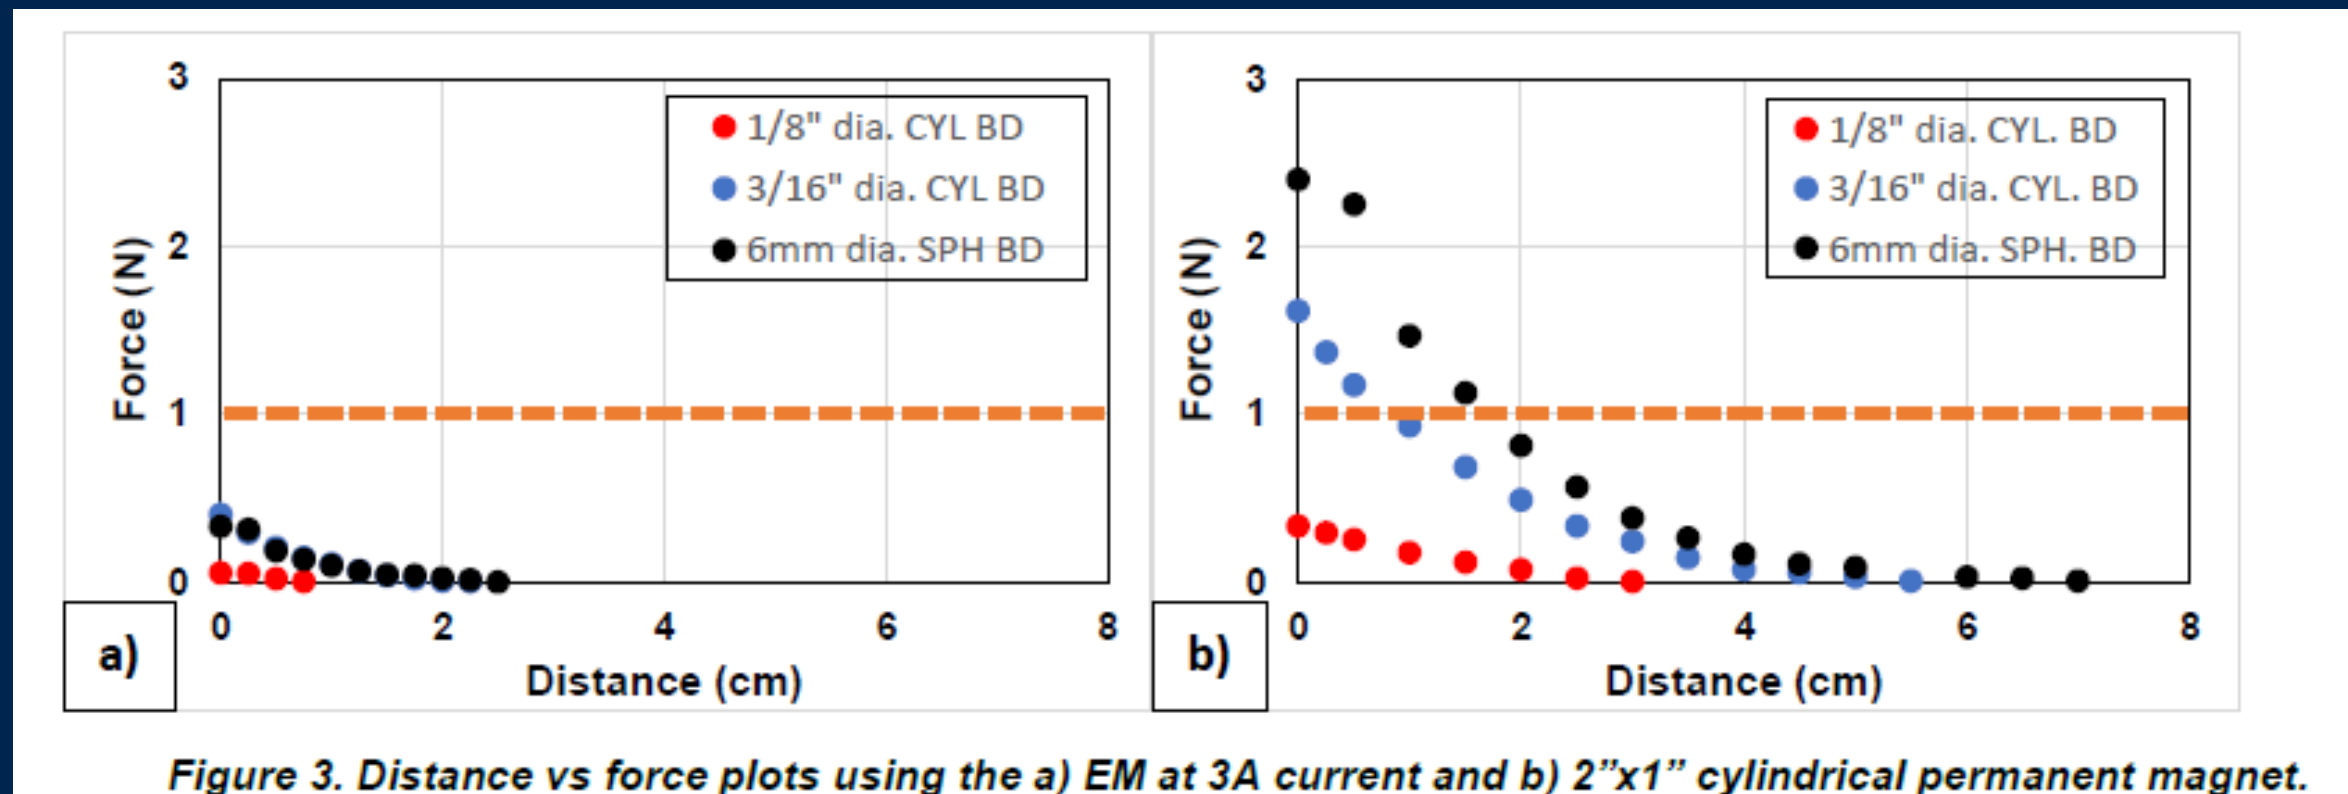 3
2
1
0
Force (N)
1/8" dia. CYL BD
3/16" dia. CYL BD
6mm dia. SPH BD
0 2 4 6 8
Distance (cm)
a)
3
2
1
0
Force (N)
1/8" dia. CYL. BD
3/16" dia. CYL. BD
6mm dia. SPH. BD
0 2 4 6 8
Distance (cm)
b)
Figure 3. Distance vs force plots using the a) EM at 3A current and b) 2”x1” cylindrical permanent magnet.